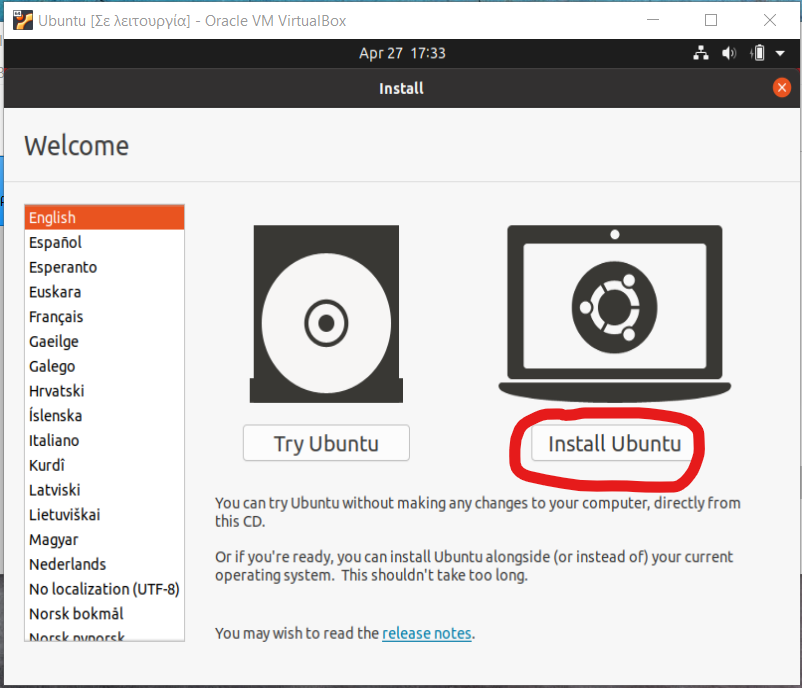 Ubuntu [Σε λειτουργία] - Oracle VM VirtualBox
Apr 27 17:33
Install
Welcome
English
Español
Esperanto
Euskara
Français
Gaeilge
Galego
Hrvatski
Íslenska
Italiano
Kurdî
Latviski
Lietuviškai
Magyar
Nederlands
No localization (UTF-8)
Norsk bokmål
Norsk nynorsk
Try Ubuntu
Install Ubuntu
You can try Ubuntu without making any changes to your computer, directly from
this CD.
Or if you're ready, you can install Ubuntu alongside (or instead of) your current
operating system. This shouldn't take too long.
You may wish to read the release notes.